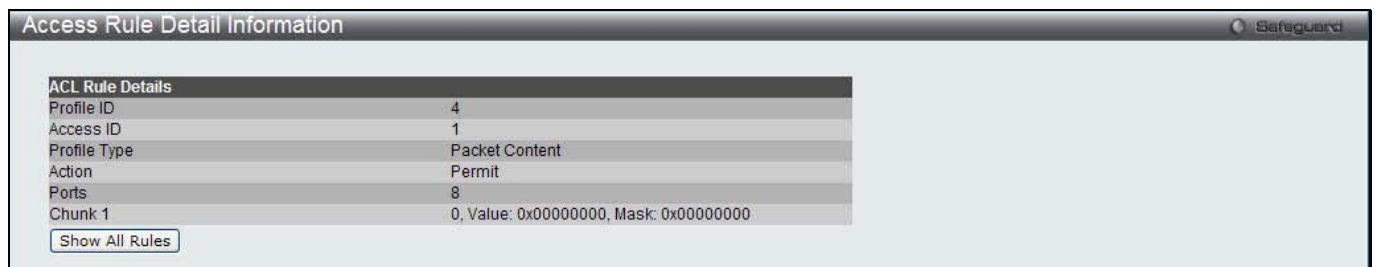 Access Rule Detail Information
Safeguard
ACL Rule Details
Profile ID 4
Access ID 1
Profile Type Packet Content
Action Permit
Ports 8
Chunk 1 0, Value: 0x00000000, Mask: 0x00000000
Show All Rules